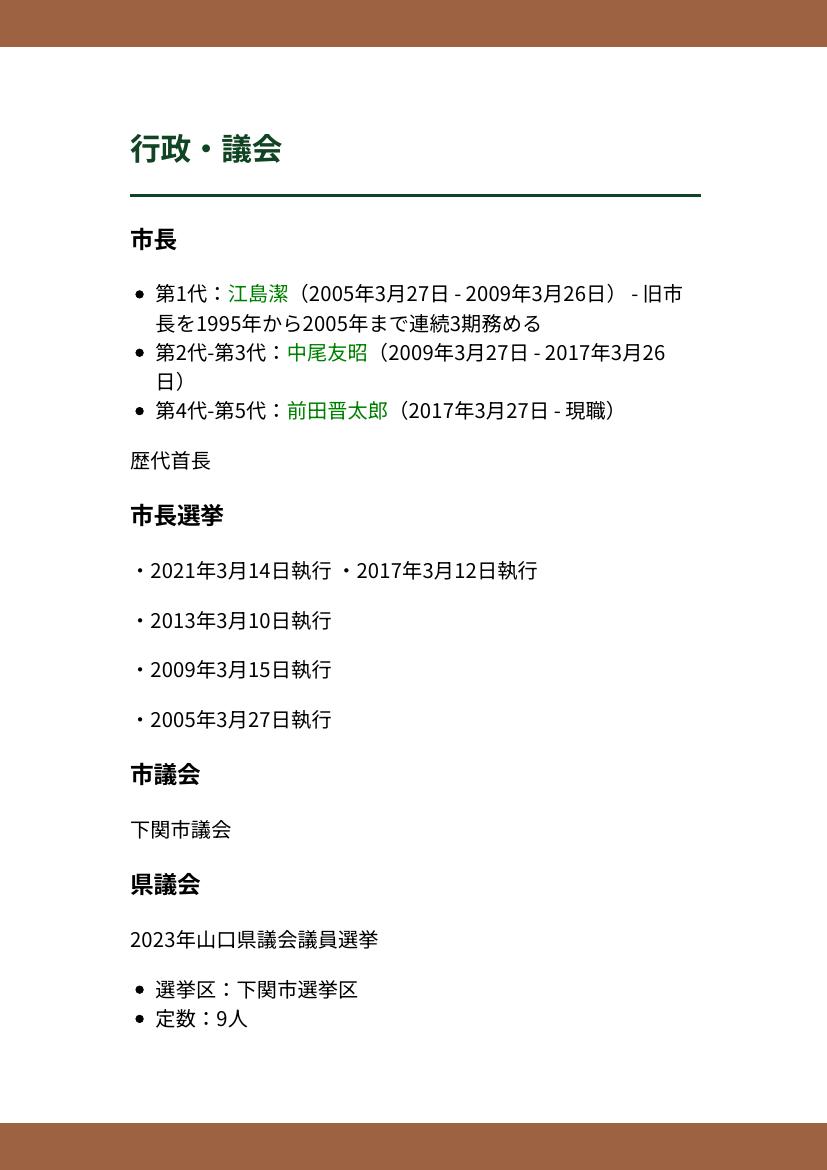 行政・議会
市長
第1代：江島潔（2005年3月27日 - 2009年3月26日） - 旧市
長を1995年から2005年まで連続3期務める
第2代-第3代：中尾友昭（2009年3月27日 - 2017年3月26
日）
第4代-第5代：前田晋太郎（2017年3月27日 - 現職）
歴代首長
市長選挙
・2021年3月14日執行 ・2017年3月12日執行
・2013年3月10日執行
・2009年3月15日執行
・2005年3月27日執行
市議会
下関市議会
県議会
2023年山口県議会議員選挙
選挙区：下関市選挙区
定数：9人